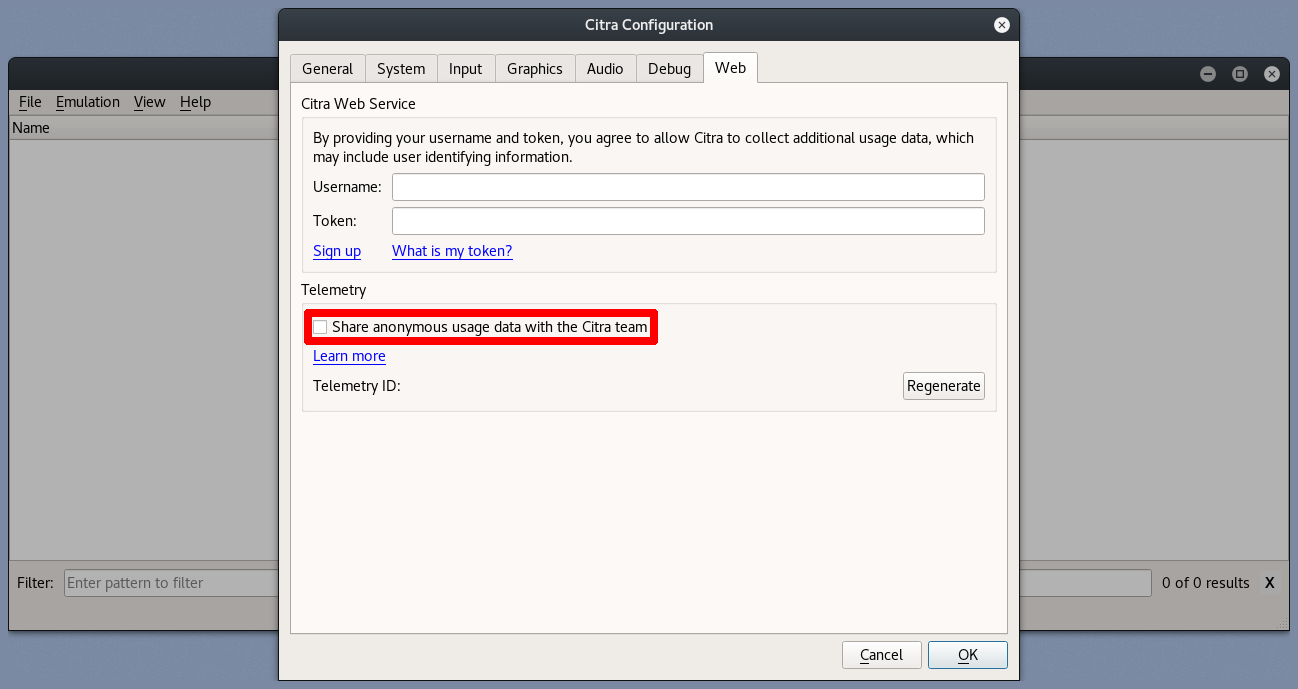 Citra Configuration
General System Input Graphics Audio Debug Web
File Emulation View Help
Name
Citra Web Service
By providing your username and token, you agree to allow Citra to collect additional usage data, which
may include user identifying information.
Username:
Token:
Sign up What is my token?
Telemetry
Share anonymous usage data with the Citra team
Learn more
Telemetry ID: Regenerate
Filter: Enter pattern to filter 0 of 0 results X
Cancel OK